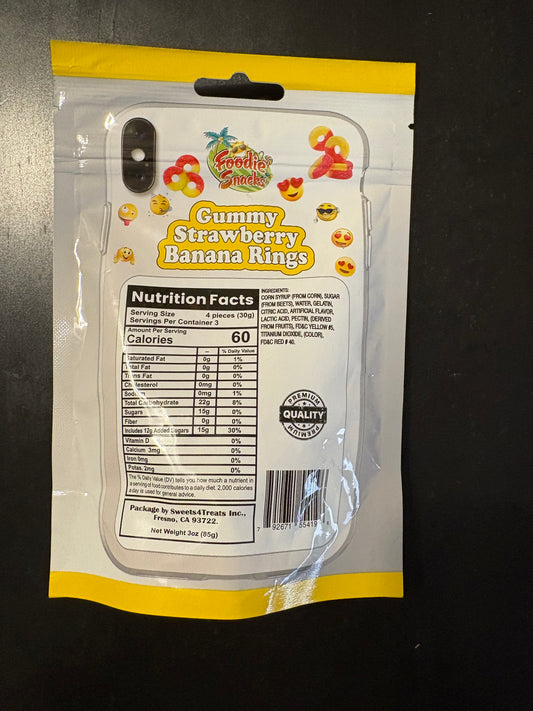 Foodie's
Snacks
Gummy
Strawberry
Banana Rings
Nutrition Facts
Serving Size 4 pieces (30g)
Servings Per Container 3
Amount Per Serving
Calories 60
-- % Daily Value
Saturated Fat 0g 1%
Total Fat 0g 0%
Trans Fat 0g 0%
Cholesterol 0mg 0%
Sodium 0mg 1%
Total Carbohydrate 22g 8%
Sugars 15g 0%
Fiber 0g 0%
Includes 12g Added Sugars 15g 30%
Vitamin D 0%
Calcium 3mg 0%
Iron 0mg 0%
Potas. 2mg 0%
The % Daily Value (DV) tells you how much a nutrient in
a serving of food contributes to a daily diet. 2,000 calories
a day is used for general advice.
Package by Sweets4Treats Inc.,
Fresno, CA 93722.
Net Weight 3oz (85g)
INGREDIENTS:
CORN SYRUP (FROM CORN), SUGAR
(FROM BEETS), WATER, GELATIN,
CITRIC ACID, ARTIFICIAL FLAVOR,
LACTIC ACID, PECTIN, (DERIVED
FROM FRUITS), FD&C YELLOW #5,
TITANIUM DIOXIDE, (COLOR),
FD&C RED # 40.
PREMIUM
QUALITY
PREMIUM
7 92671 55419